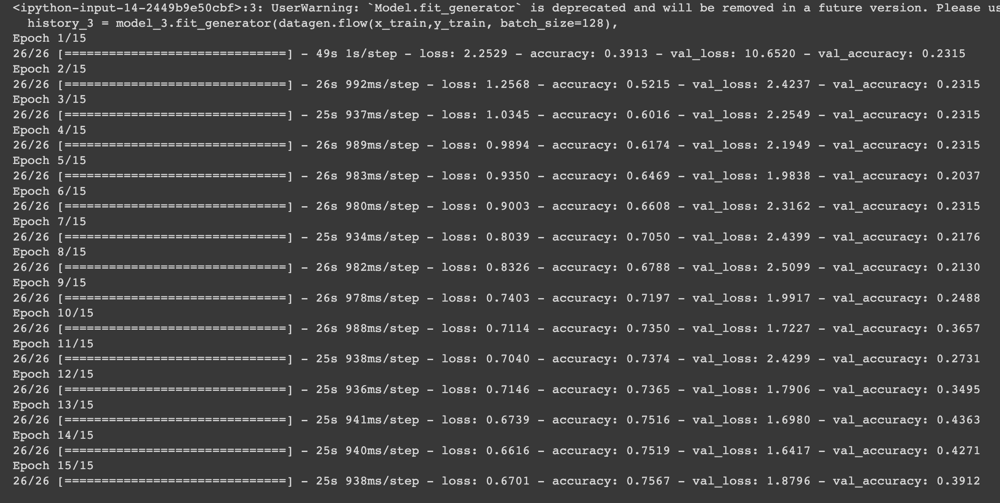 <ipython-input-14-2449b9e50cbf>:3: UserWarning: `Model.fit_generator` is deprecated and will be removed in a future version. Please
  history_3 = model_3.fit_generator(datagen.flow(x_train,y_train, batch_size=128),
Epoch 1/15
26/26 [==============================] - 49s 1s/step - loss: 2.2529 - accuracy: 0.3913 - val_loss: 10.6520 - val_accuracy: 0.2315
Epoch 2/15
26/26 [==============================] - 26s 992ms/step - loss: 1.2568 - accuracy: 0.5215 - val_loss: 2.4237 - val_accuracy: 0.2315
Epoch 3/15
26/26 [==============================] - 25s 937ms/step - loss: 1.0345 - accuracy: 0.6016 - val_loss: 2.2549 - val_accuracy: 0.2315
Epoch 4/15
26/26 [==============================] - 26s 989ms/step - loss: 0.9894 - accuracy: 0.6174 - val_loss: 2.1949 - val_accuracy: 0.2315
Epoch 5/15
26/26 [==============================] - 26s 983ms/step - loss: 0.9350 - accuracy: 0.6469 - val_loss: 1.9838 - val_accuracy: 0.2037
Epoch 6/15
26/26 [==============================] - 26s 980ms/step - loss: 0.9003 - accuracy: 0.6608 - val_loss: 2.3162 - val_accuracy: 0.2315
Epoch 7/15
26/26 [==============================] - 25s 934ms/step - loss: 0.8039 - accuracy: 0.7050 - val_loss: 2.4399 - val_accuracy: 0.2176
Epoch 8/15
26/26 [==============================] - 26s 982ms/step - loss: 0.8326 - accuracy: 0.6788 - val_loss: 2.5099 - val_accuracy: 0.2130
Epoch 9/15
26/26 [==============================] - 26s 978ms/step - loss: 0.7403 - accuracy: 0.7197 - val_loss: 1.9917 - val_accuracy: 0.2488
Epoch 10/15
26/26 [==============================] - 26s 988ms/step - loss: 0.7114 - accuracy: 0.7350 - val_loss: 1.7227 - val_accuracy: 0.3657
Epoch 11/15
26/26 [==============================] - 25s 938ms/step - loss: 0.7040 - accuracy: 0.7374 - val_loss: 2.4299 - val_accuracy: 0.2731
Epoch 12/15
26/26 [==============================] - 25s 936ms/step - loss: 0.7146 - accuracy: 0.7365 - val_loss: 1.7906 - val_accuracy: 0.3495
Epoch 13/15
26/26 [==============================] - 25s 941ms/step - loss: 0.6739 - accuracy: 0.7516 - val_loss: 1.6980 - val_accuracy: 0.4363
Epoch 14/15
26/26 [==============================] - 25s 940ms/step - loss: 0.6616 - accuracy: 0.7519 - val_loss: 1.6417 - val_accuracy: 0.4271
Epoch 15/15
26/26 [==============================] - 25s 938ms/step - loss: 0.6701 - accuracy: 0.7567 - val_loss: 1.8796 - val_accuracy: 0.3912